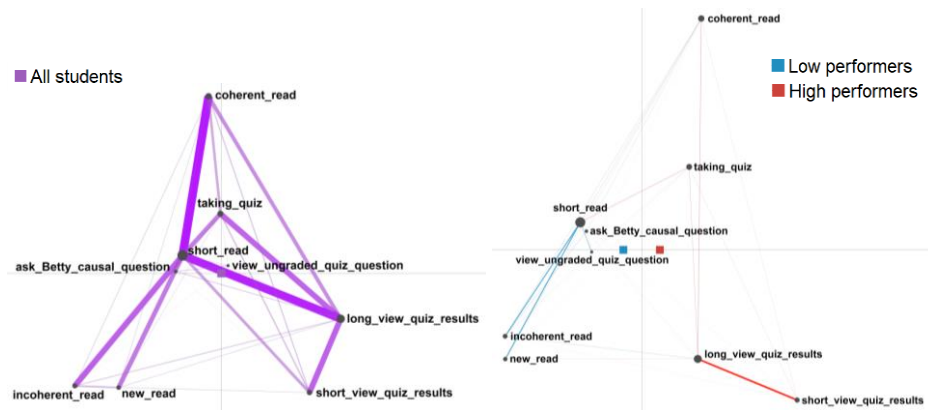 All students
coherent_read
taking_quiz
short_read
ask_Betty_causal_question
view_ungraded_quiz_question
long_view_quiz_results
incoherent_read
new_read
short_view_quiz_results
coherent_read
Low performers
High performers
taking_quiz
short_read
ask_Betty_causal_question
view_ungraded_quiz_question
incoherent_read
new_read
long_view_quiz_results
short_view_quiz_results